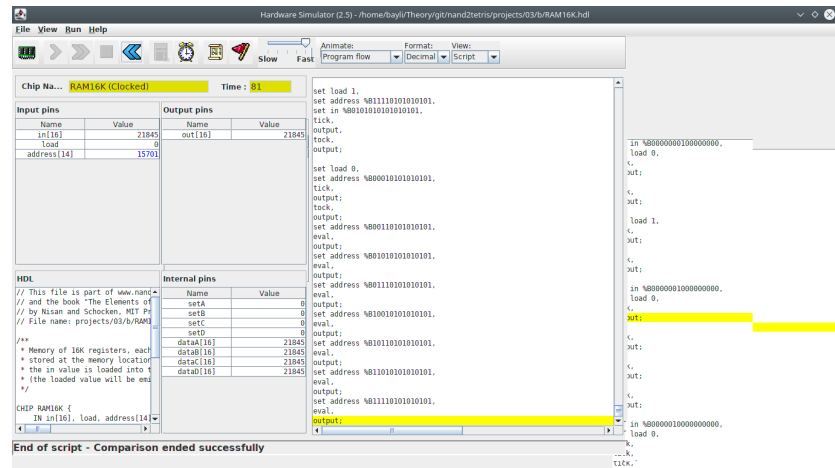 Hardware Simulator (2.5) - /home/bayli/Theory/git/nand2tetris/projects/03/b/RAM16K.hdl
File View Run Help
Slow Fast
Animate: Format: View:
Program flow Decimal Script
Chip Na... RAM16K (Clocked) Time : 81
Input pins
Name Value
in[16] 21845
load 0
address[14] 15701
Output pins
Name Value
out[16] 21845
HDL
// This file is part of www.nand
// and the book "The Elements of
// by Nisan and Schocken, MIT Pr
// File name: projects/03/b/RAM1
/**
* Memory of 16K registers, each
* stored at the memory location
* the in value is loaded into t
* (the loaded value will be emi
*/
CHIP RAM16K {
IN in[16], load, address[14]
Internal pins
Name Value
setA 0
setB 0
setC 0
setD 0
dataA[16] 21845
dataB[16] 21845
dataC[16] 21845
dataD[16] 21845
set load 1,
set address %B11110101010101,
set in %B0101010101010101,
tick,
output,
tock,
output;
set load 0,
set address %B00010101010101,
tick,
output;
tock,
output;
set address %B00110101010101,
eval,
output;
set address %B01010101010101,
eval,
output;
set address %B01110101010101,
eval,
output;
set address %B10010101010101,
eval,
output;
set address %B10110101010101,
eval,
output;
set address %B11010101010101,
eval,
output;
set address %B11110101010101,
eval,
output;
in %B0000000100000000,
load 0,
k,
put;
k,
put;
load 1,
k,
put;
k,
put;
in %B0000001000000000,
load 0,
k,
put;
k,
put;
k,
put;
in %B0000010000000000,
load 0,
k,
tick,
End of script - Comparison ended successfully